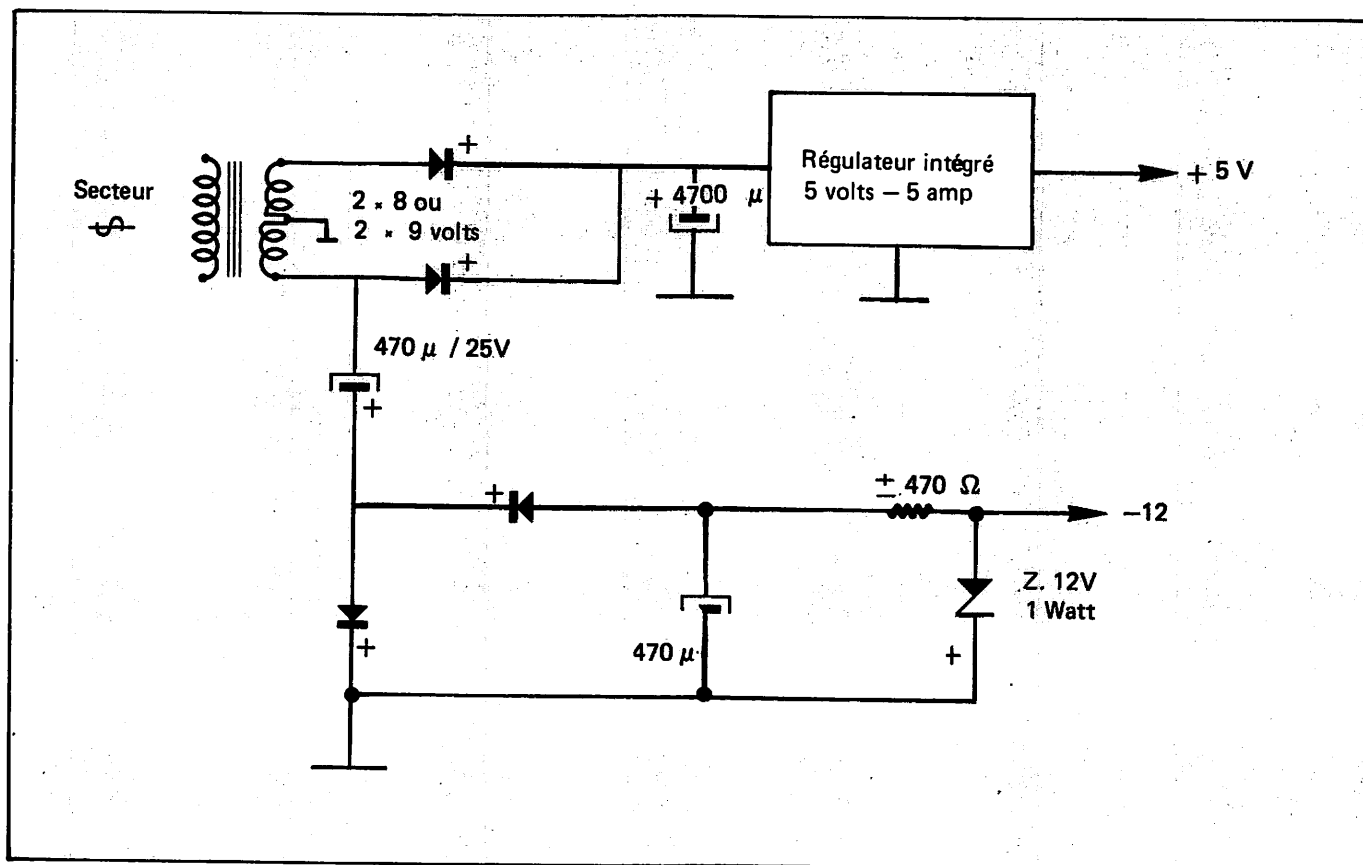 Secteur
2 × 8 ou
2 × 9 volts
+
+
+ 4700 μ
Régulateur intégré
5 volts – 5 amp
+ 5 V
470 μ / 25V
+
+
± 470 Ω
–12
Z. 12V
1 Watt
+
470 μ
+